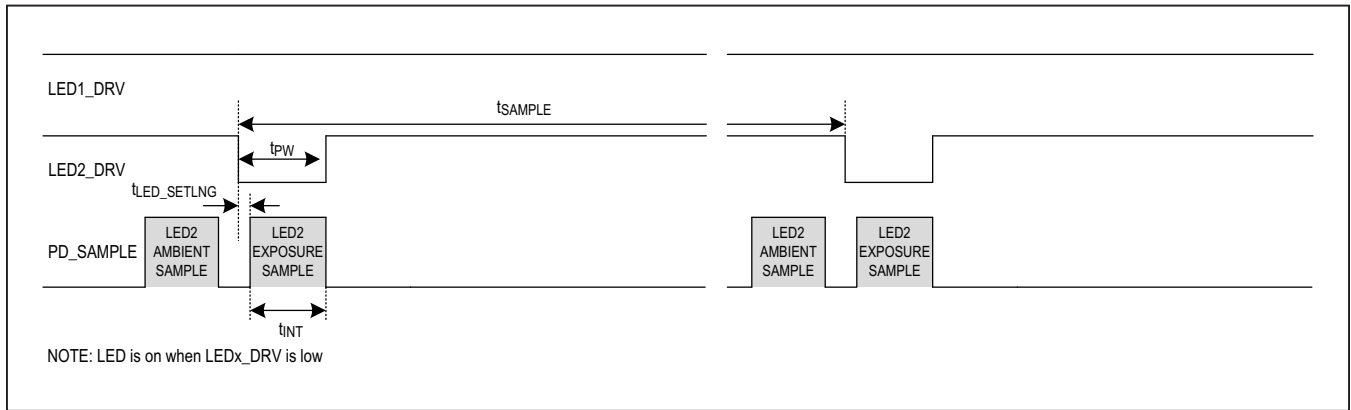 LED1_DRV
tSAMPLE
tPW
LED2_DRV
tLED_SETLNG
PD_SAMPLE
LED2
AMBIENT
SAMPLE
LED2
EXPOSURE
SAMPLE
LED2
AMBIENT
SAMPLE
LED2
EXPOSURE
SAMPLE
tINT
NOTE: LED is on when LEDx_DRV is low